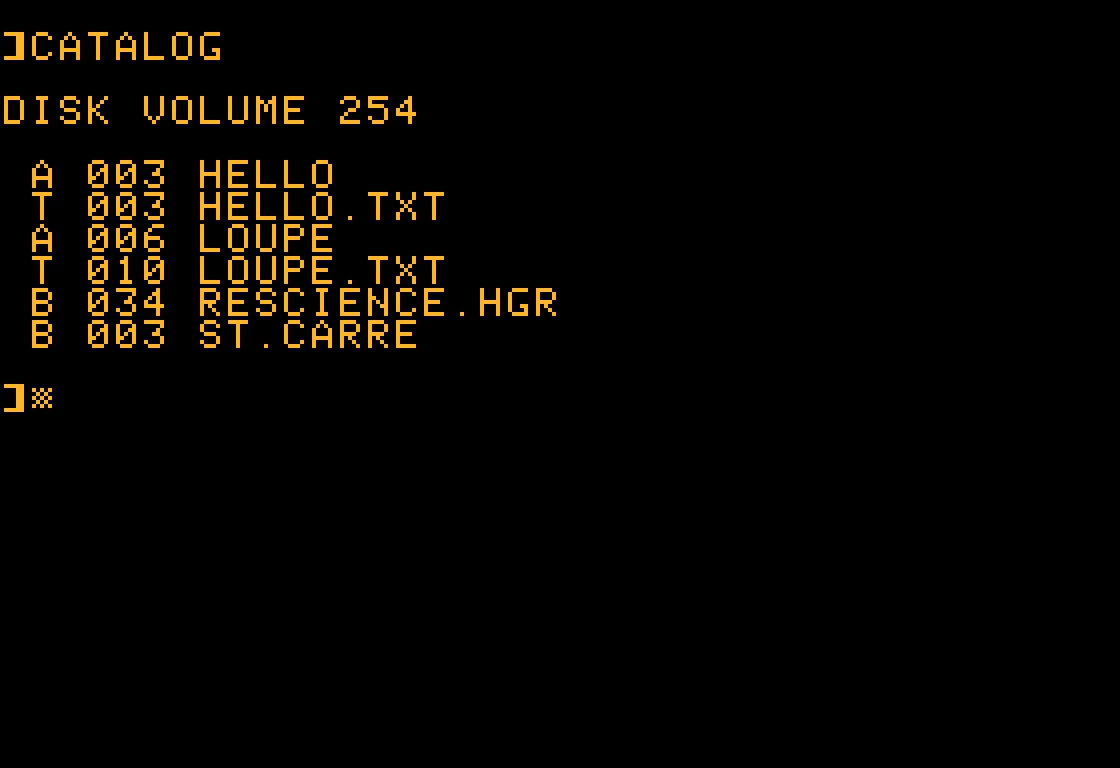 ]CATALOG
DISK VOLUME 254
A 003 HELLO
T 003 HELLO.TXT
A 006 LOUPE
T 010 LOUPE.TXT
B 034 RESCIENCE.HGR
B 003 ST.CARRE
]